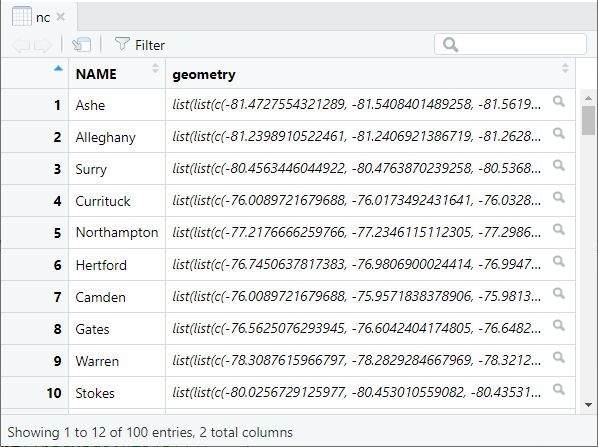 nc
Filter
NAME geometry
1 Ashe list(list(c(-81.4727554321289, -81.5408401489258, -81.5619...
2 Alleghany list(list(c(-81.2398910522461, -81.2406921386719, -81.2628...
3 Surry list(list(c(-80.4563446044922, -80.4763870239258, -80.5368...
4 Currituck list(list(c(-76.0089721679688, -76.0173492431641, -76.0328...
5 Northampton list(list(c(-77.2176666259766, -77.2346115112305, -77.2986...
6 Hertford list(list(c(-76.7450637817383, -76.9806900024414, -76.9947...
7 Camden list(list(c(-76.0089721679688, -75.9571838378906, -75.9813...
8 Gates list(list(c(-76.5625076293945, -76.6042404174805, -76.6482...
9 Warren list(list(c(-78.3087615966797, -78.2829284667969, -78.3212...
10 Stokes list(list(c(-80.0256729125977, -80.453010559082, -80.43531...
Showing 1 to 12 of 100 entries, 2 total columns